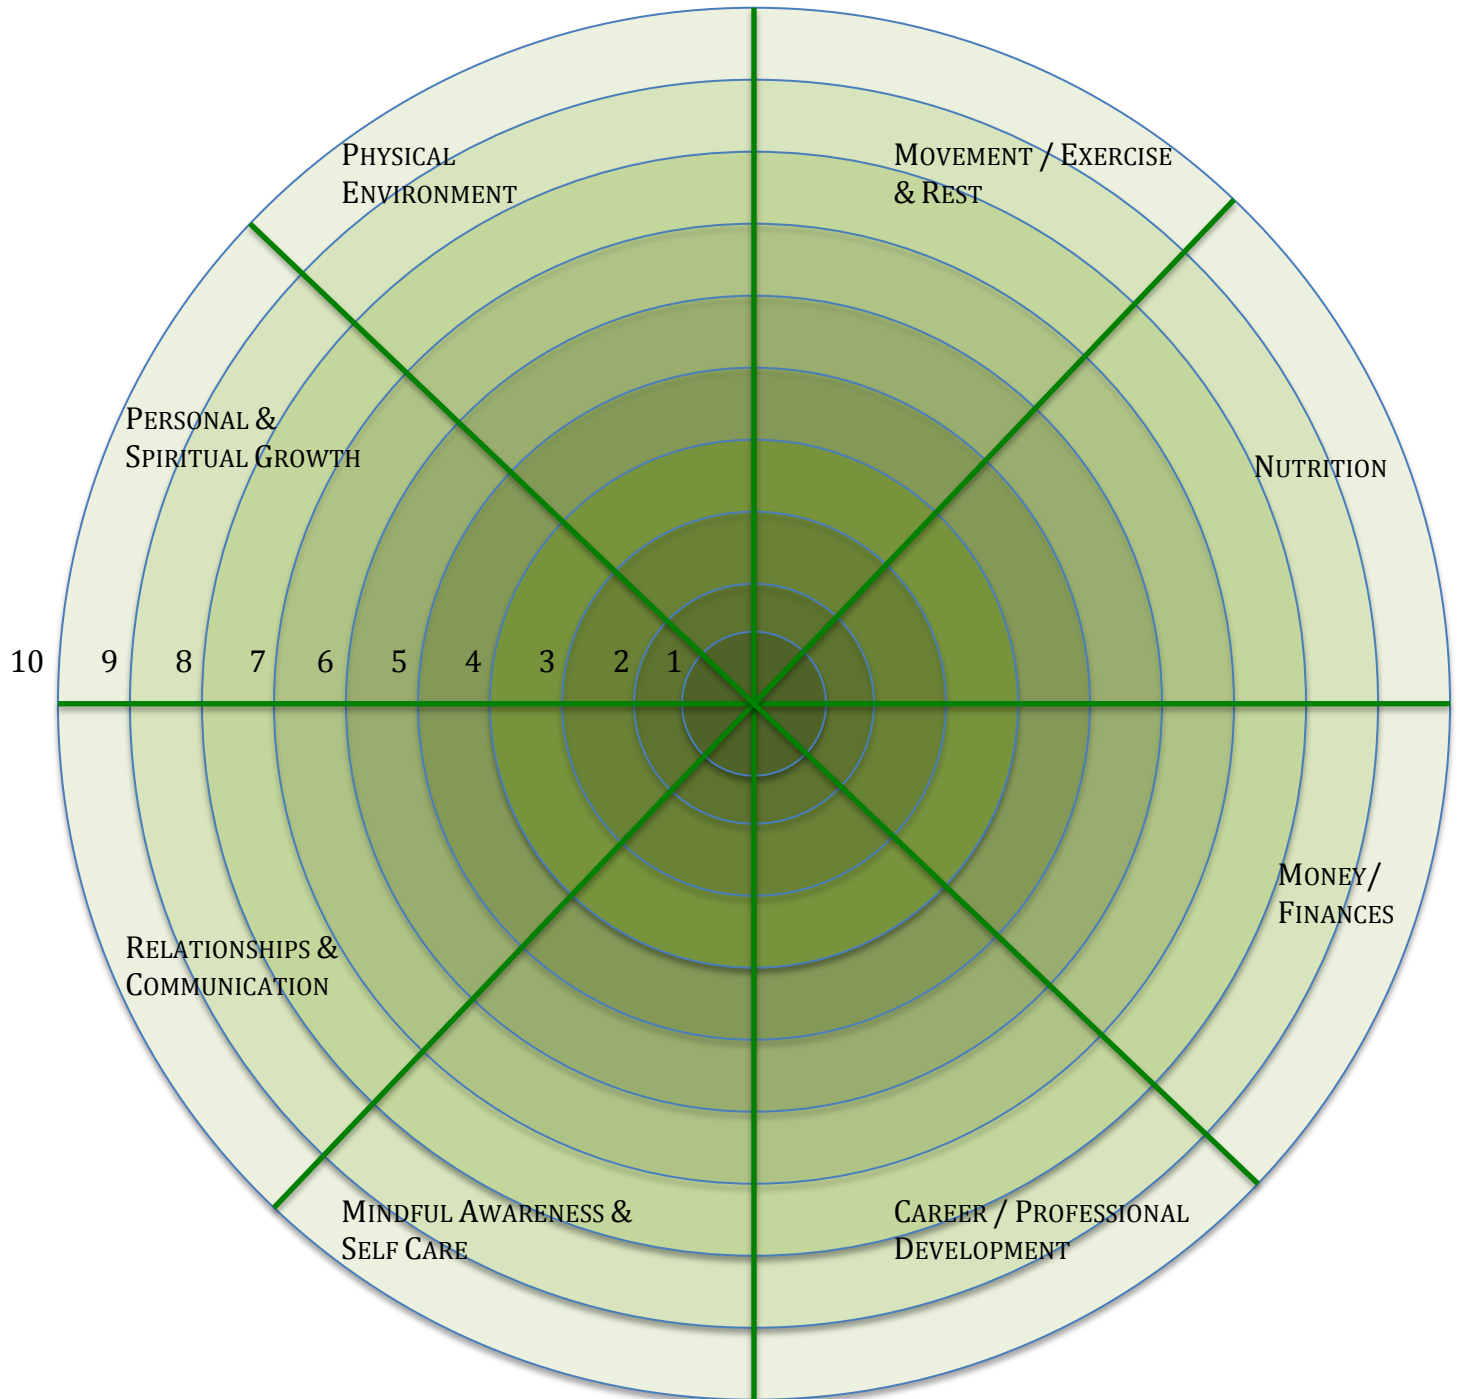 Physical
Environment
Movement / Exercise
& Rest
Personal &
Spiritual Growth
Nutrition
10 9 8 7 6 5 4 3 2 1
Money/
Finances
Relationships &
Communication
Mindful Awareness &
Self Care
Career / Professional
Development